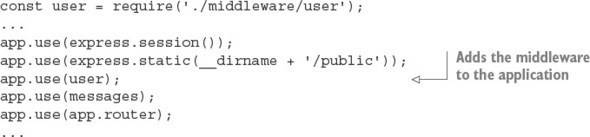 const user = require('./middleware/user');
...
app.use(express.session());
app.use(express.static(__dirname + '/public'));
app.use(user);
app.use(messages);
app.use(app.router);
...
Adds the middleware
to the application